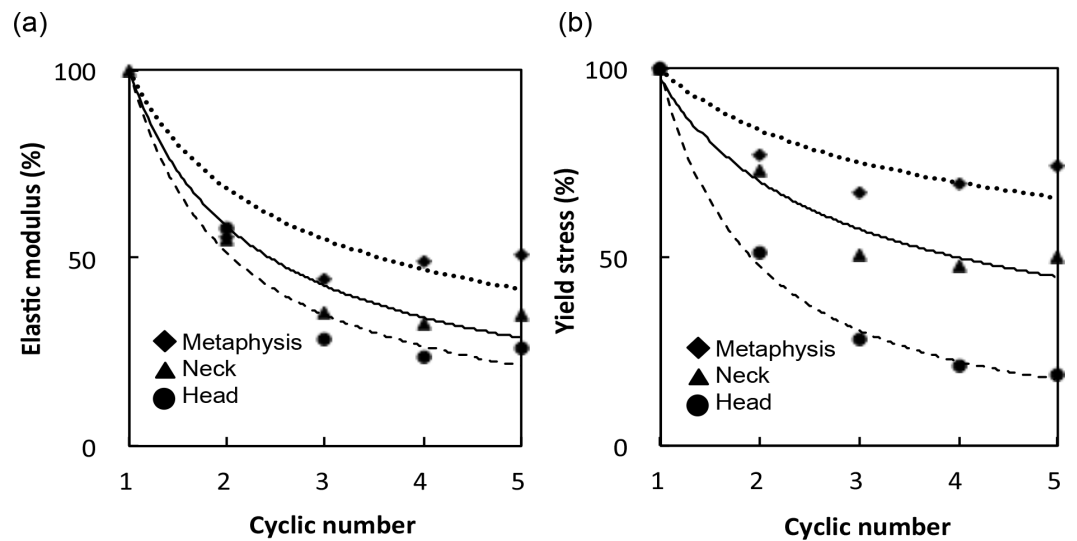 (a)
100
50
0
Elastic modulus (%)
Metaphysis
Neck
Head
1 2 3 4 5
Cyclic number
(b)
100
50
0
Yield stress (%)
Metaphysis
Neck
Head
1 2 3 4 5
Cyclic number